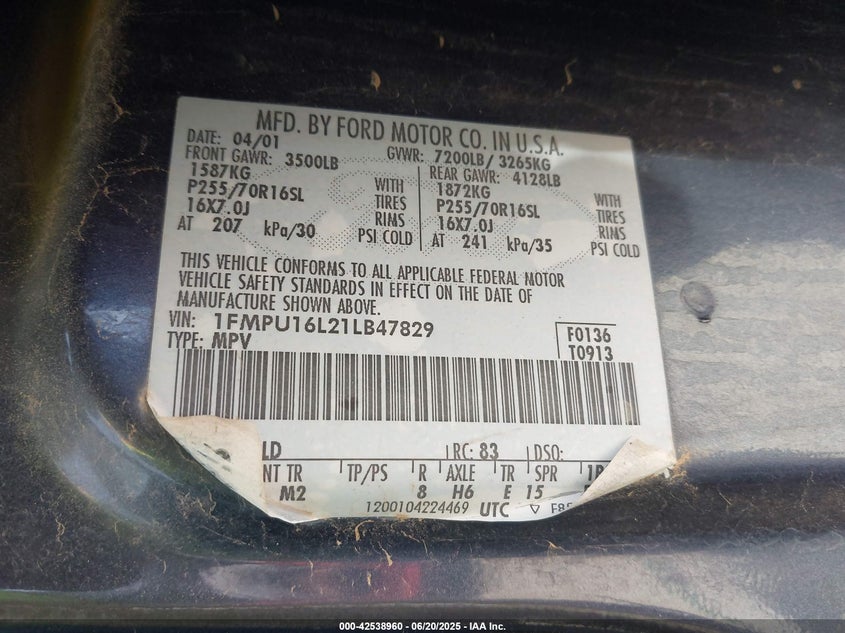 MFD. BY FORD MOTOR CO. IN U.S.A.
DATE: 04/01 GVWR: 7200LB / 3265KG
FRONT GAWR: 3500LB REAR GAWR: 4128LB
1587KG WITH 1872KG WITH
P255/70R16SL TIRES P255/70R16SL TIRES
16X7.0J RIMS 16X7.0J RIMS
AT 207 kPa/30 PSI COLD AT 241 kPa/35 PSI COLD
THIS VEHICLE CONFORMS TO ALL APPLICABLE FEDERAL MOTOR
VEHICLE SAFETY STANDARDS IN EFFECT ON THE DATE OF
MANUFACTURE SHOWN ABOVE.
VIN: 1FMPU16L21LB47829 F0136
TYPE: MPV T0913
LD RC: 83 DSO:
NT TR TP/PS R AXLE TR SPR
M2 8 H6 E 15
1200104224469 UTC
000-42538960 - 06/20/2025 - IAA Inc.